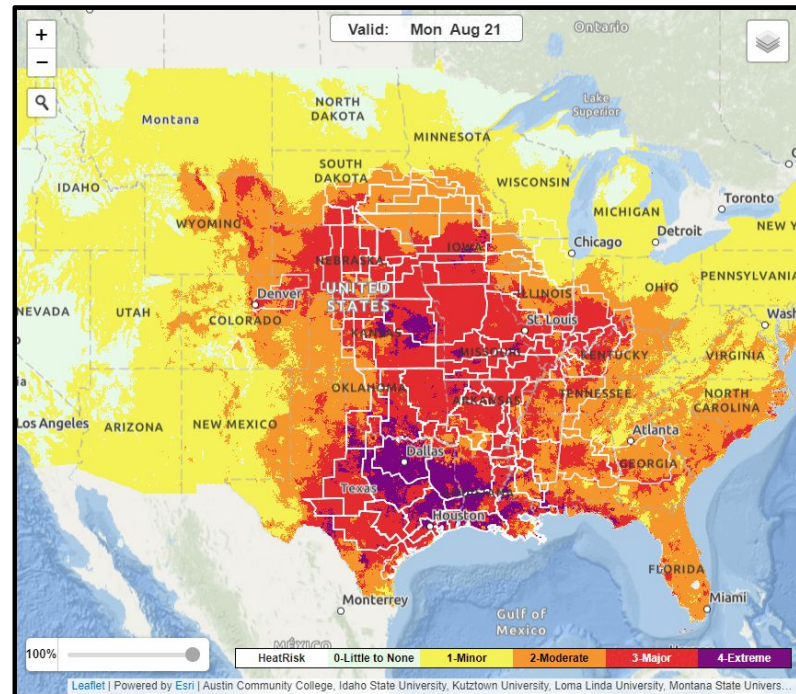 +
−
Valid: Mon Aug 21
Ontario
NORTH
DAKOTA
Montana
Lake
Superior
MINNESOTA
SOUTH
DAKOTA
WISCONSIN
IDAHO
MICHIGAN
Toronto
WYOMING
Detroit
NEW Y
Chicago
IOWA
NEBRASKA
PENNSYLVANIA
OHIO
Denver
UNITED
STATES
ILLINOIS
NEVADA
UTAH
COLORADO
Wash
St. Louis
KANSAS
MISSOURI
KENTUCKY
VIRGINIA
ia
OKLAHOMA
TENNESSEE
NORTH
CAROLINA
ARKANSAS
Los Angeles
ARIZONA
NEW MEXICO
Atlanta
Dallas
GEORGIA
Texas
Houston
FLORIDA
Monterrey
Miami
Gulf of
Mexico
MÉXICO
100%
HeatRisk 0-Little to None 1-Minor 2-Moderate 3-Major 4-Extreme
Leaflet | Powered by Esri | Austin Community College, Idaho State University, Kutztown University, Loma Linda University, Montana State Univers...